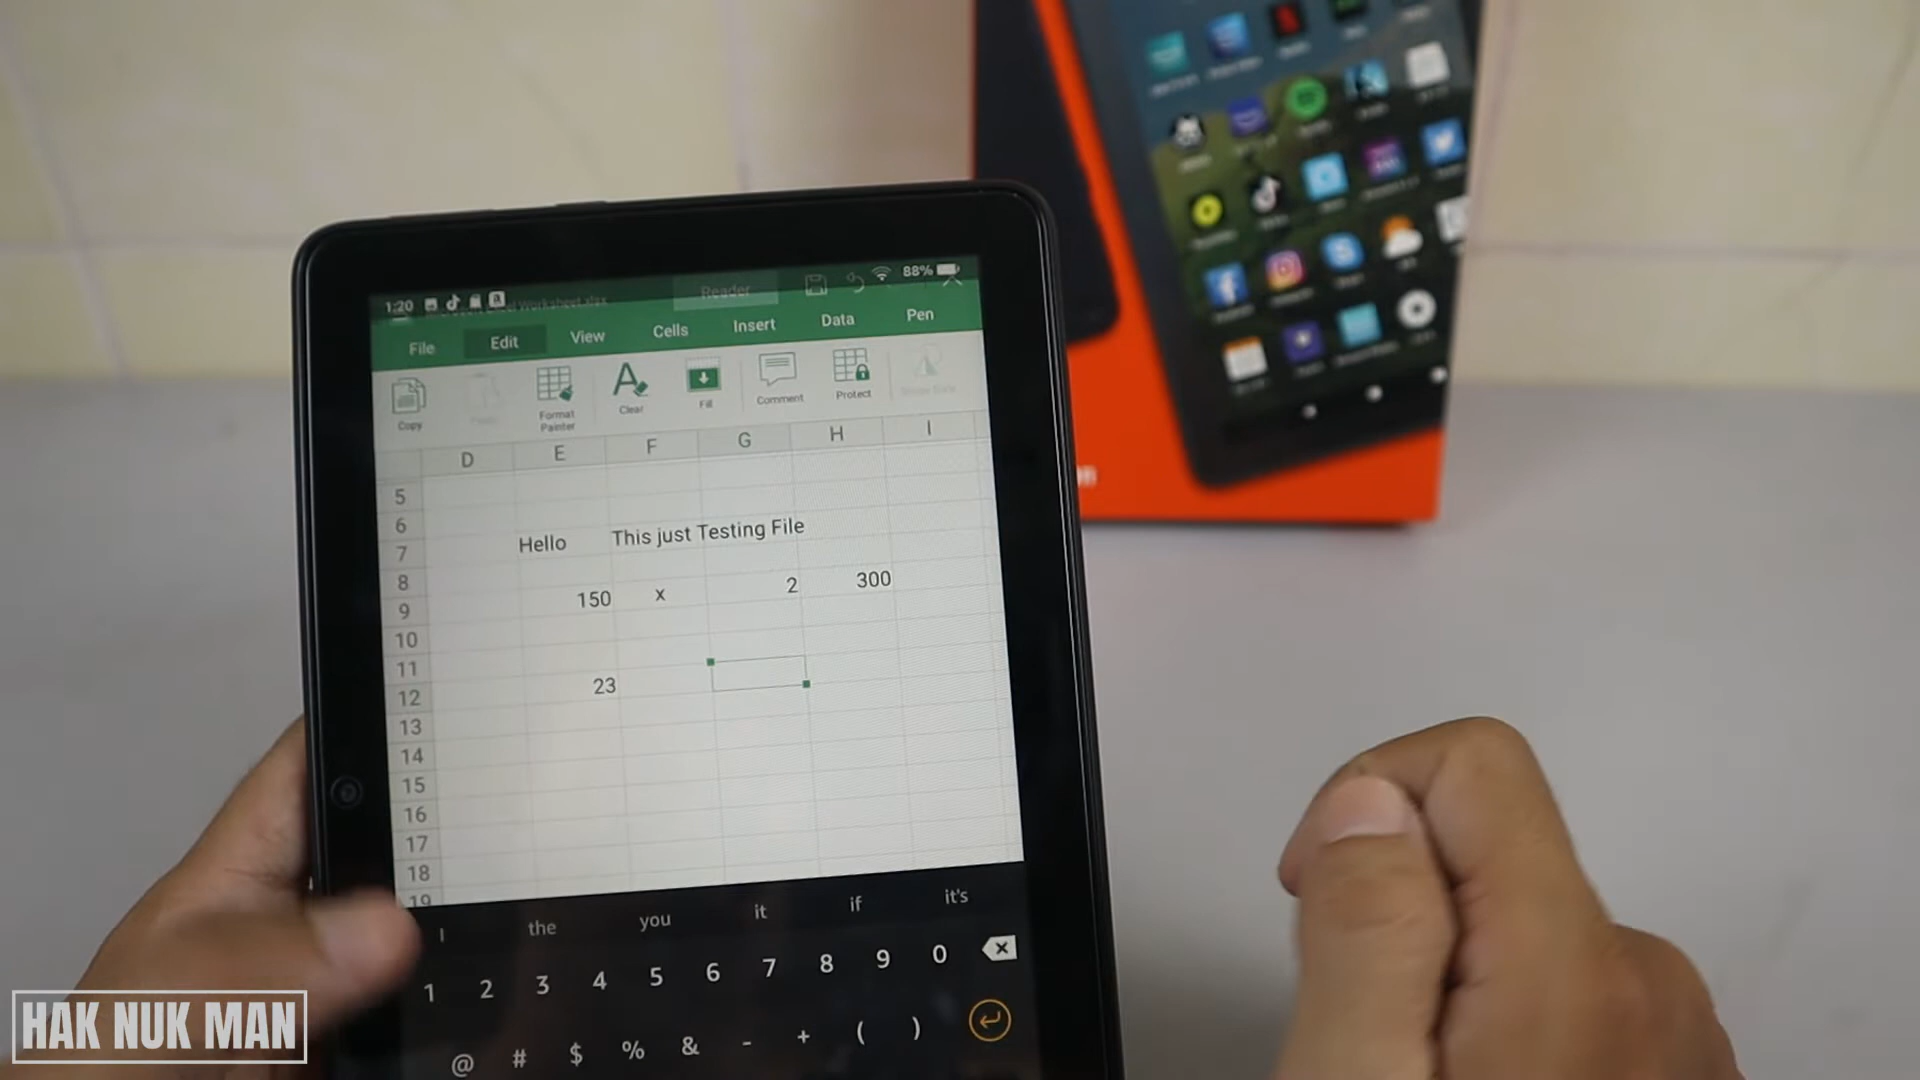 1:20 88%
Reader
File Edit View Cells Insert Data Pen
Copy Format Painter Clear Fill Comment Protect
D E F G H I
5
6
7 Hello This just Testing File
8
9 150 x 2 300
10
11
12 23
13
14
15
16
17
18
19
I the you it if it's
1 2 3 4 5 6 7 8 9 0
@ # $ % & - + ( )
HAK NUK MAN